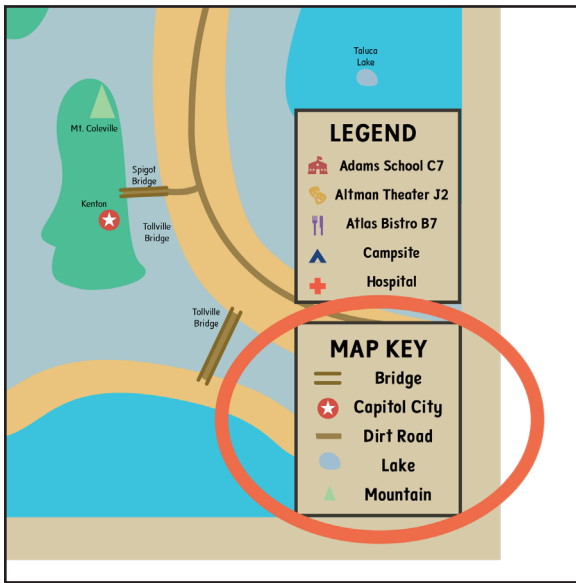 Taluca
Lake
Mt. Coleville
Spigot
Bridge
Kenton
Tollville
Bridge
Tollville
Bridge
LEGEND
Adams School C7
Altman Theater J2
Atlas Bistro B7
Campsite
Hospital
MAP KEY
Bridge
Capitol City
Dirt Road
Lake
Mountain